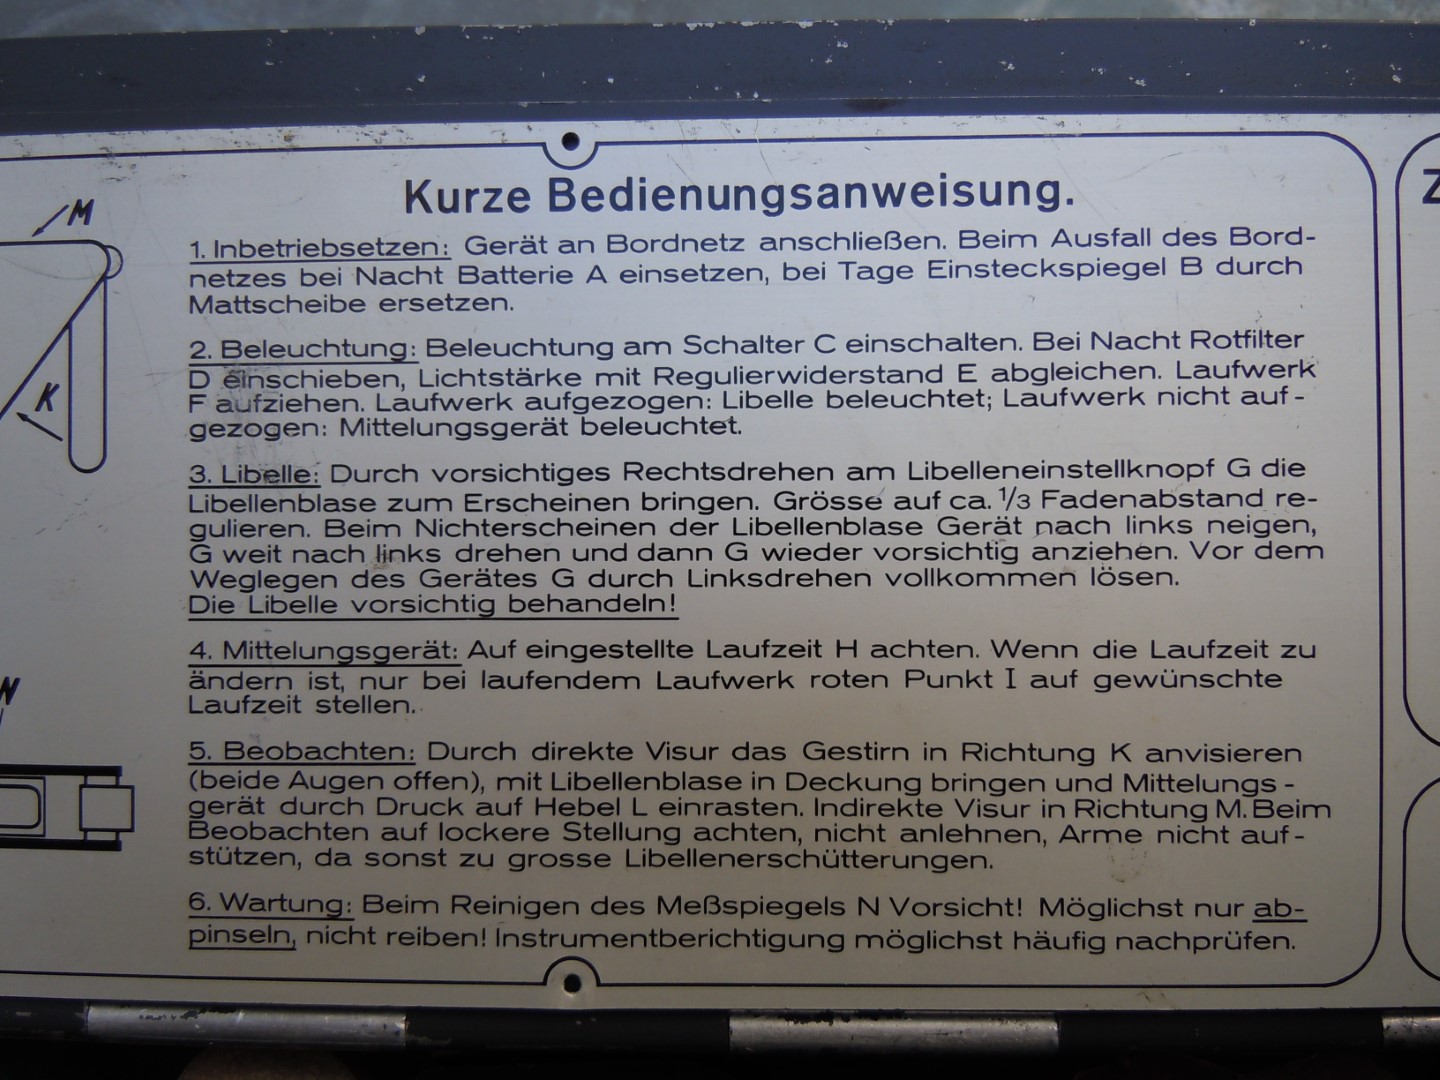 Kurze Bedienungsanweisung.
1. Inbetriebsetzen: Gerät an Bordnetz anschließen. Beim Ausfall des Bord-
netzes bei Nacht Batterie A einsetzen, bei Tage Einsteckspiegel B durch
Mattscheibe ersetzen.
2. Beleuchtung: Beleuchtung am Schalter C einschalten. Bei Nacht Rotfilter
D einschieben, Lichtstärke mit Regulierwiderstand E abgleichen. Laufwerk
F aufziehen. Laufwerk aufgezogen: Libelle beleuchtet; Laufwerk nicht auf-
gezogen: Mittelungsgerät beleuchtet.
3. Libelle: Durch vorsichtiges Rechtsdrehen am Libelleneinstellknopf G die
Libellenblase zum Erscheinen bringen. Grösse auf ca. 1/3 Fadenabstand re-
gulieren. Beim Nichterscheinen der Libellenblase Gerät nach links neigen,
G weit nach links drehen und dann G wieder vorsichtig anziehen. Vor dem
Weglegen des Gerätes G durch Linksdrehen vollkommen lösen.
Die Libelle vorsichtig behandeln!
4. Mittelungsgerät: Auf eingestellte Laufzeit H achten. Wenn die Laufzeit zu
ändern ist, nur bei laufendem Laufwerk roten Punkt I auf gewünschte
Laufzeit stellen.
5. Beobachten: Durch direkte Visur das Gestirn in Richtung K anvisieren
(beide Augen offen), mit Libellenblase in Deckung bringen und Mittelungs-
gerät durch Druck auf Hebel L einrasten. Indirekte Visur in Richtung M. Beim
Beobachten auf lockere Stellung achten, nicht anlehnen, Arme nicht auf-
stützen, da sonst zu grosse Libellenerschütterungen.
6. Wartung: Beim Reinigen des Meßspiegels N Vorsicht! Möglichst nur ab-
pinseln, nicht reiben! Instrumentberichtigung möglichst häufig nachprüfen.
M
K
N
Z